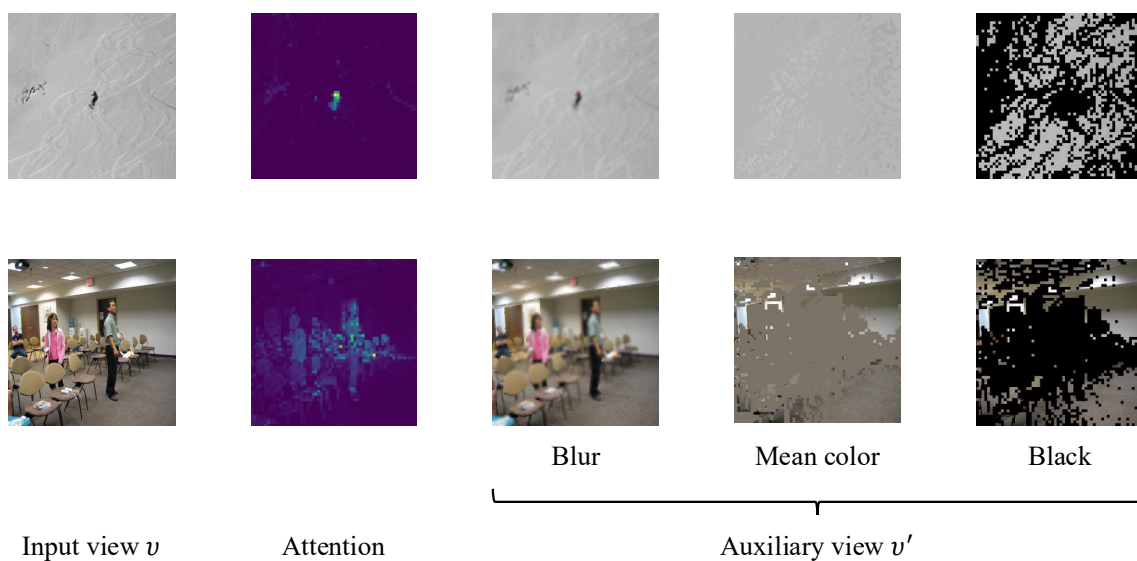 Blur
Mean color
Black
Input view 𝜐
Attention
Auxiliary view 𝜐′